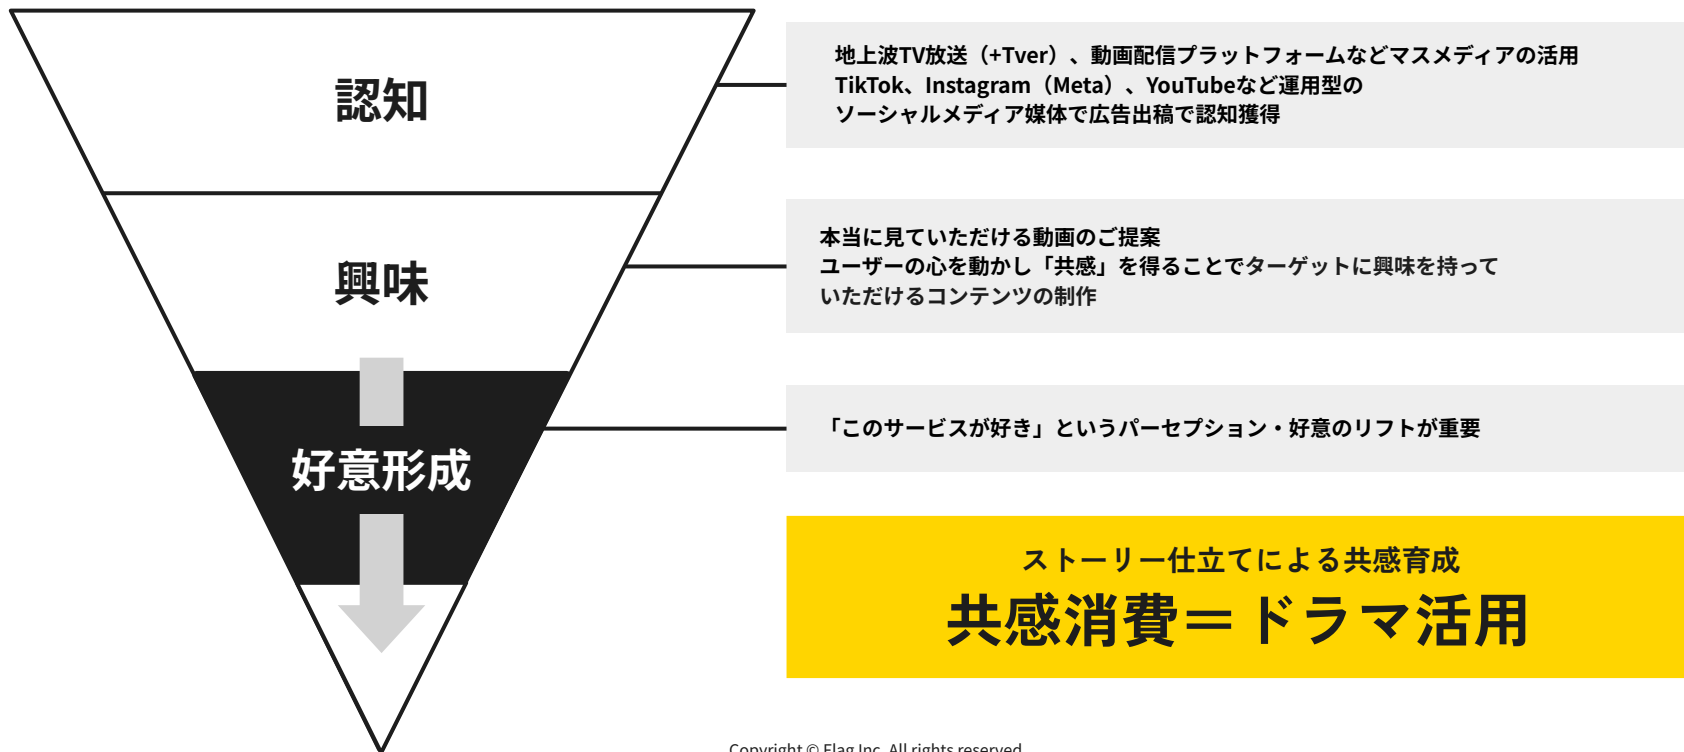 認知
地上波TV放送（+Tver）、動画配信プラットフォームなどマスメディアの活用
TikTok、Instagram（Meta）、YouTubeなど運用型の
ソーシャルメディア媒体で広告出稿で認知獲得
興味
本当に見ていただける動画のご提案
ユーザーの心を動かし「共感」を得ることでターゲットに興味を持って
いただけるコンテンツの制作
好意形成
「このサービスが好き」というパーセプション・好意のリフトが重要
ストーリー仕立てによる共感育成
共感消費＝ドラマ活用
Copyright © Flag Inc. All rights reserved